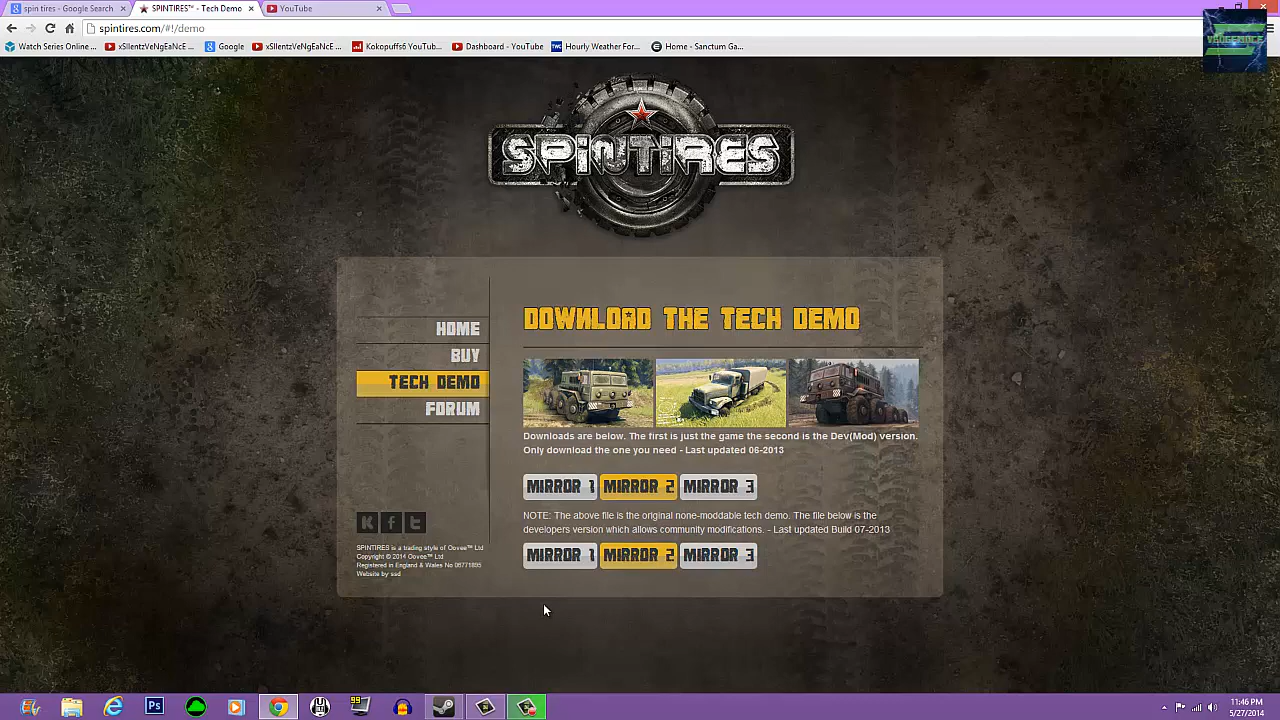 spin tires - Google Search
SPINTIRES™ - Tech Demo
YouTube
spintires.com/#!/demo
Watch Series Online ...
xSIlentzVeNgEaNcE ...
Google
xSIlentzVeNgEaNcE ...
Kokopuff6 YouTub...
Dashboard
Hourly Weather For...
Home - Sanctum Ga...
SPINTIRES
DOWNLOAD THE TECH DEMO
HOME
BUY
TECH DEMO
FORUM
Downloads are below. The first is just the game the second is the Dev(Mod) version.
Only download the one you need - Last updated 06-2013
MIRROR 1 MIRROR 2 MIRROR 3
NOTE: The above file is the original none-moddable tech demo. The file below is the
developers version which allows community modifications. - Last updated Build 07-2013
MIRROR 1 MIRROR 2 MIRROR 3
SPINTIRES is a trading style of Oovee™ Ltd
Copyright © 2014 Oovee™ Ltd
Registered in England & Wales No 06771895
Website by ssd
Ps
99
11:46 PM
5/27/2014